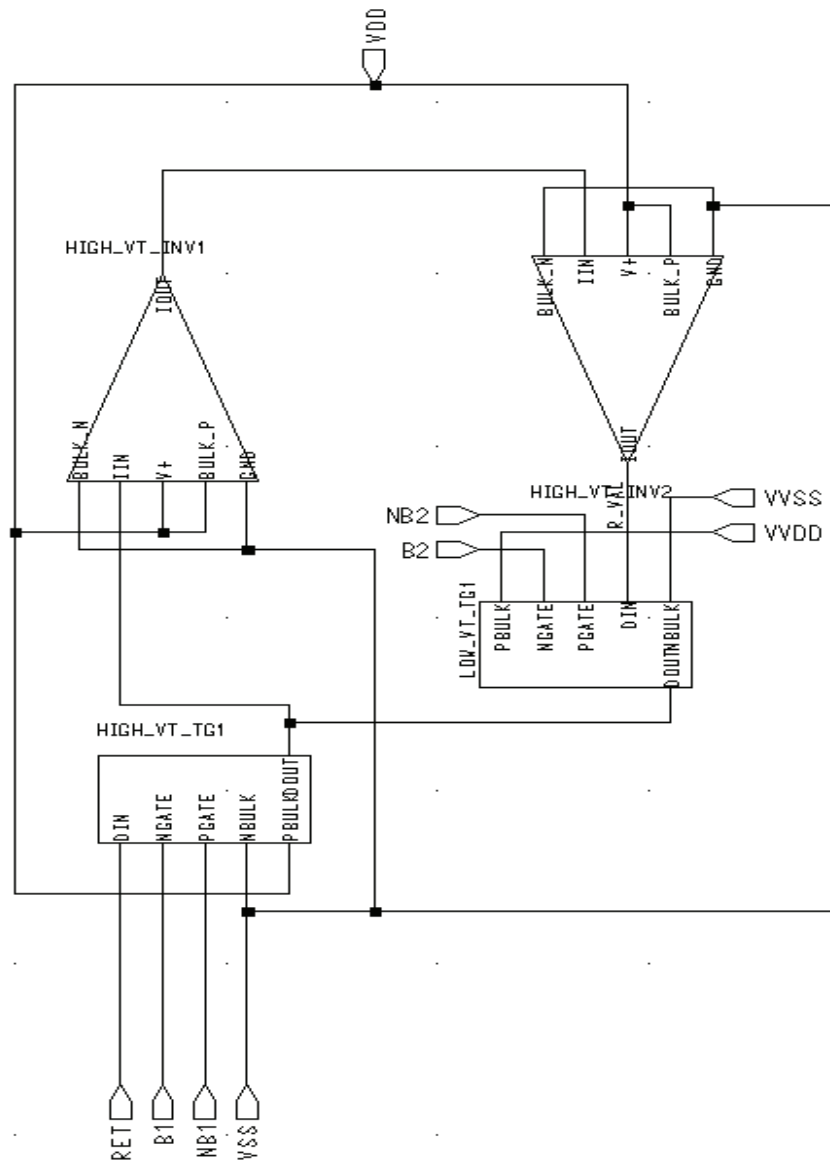 VDD
HIGH_VT_INV1
IOUT
BULK_N
IIN
V+
BULK_P
GND
BULK_N
IIN
V+
BULK_P
GND
IOUT
HIGH_VT_INV2
R_VAL
NB2
B2
VVSS
VVDD
LOW_VT_TG1
PBULK
NGATE
PGATE
DIN
NBULK
DOUT
HIGH_VT_TG1
DIN
NGATE
PGATE
NBULK
PBULK
DOUT
RET
B1
NB1
VSS